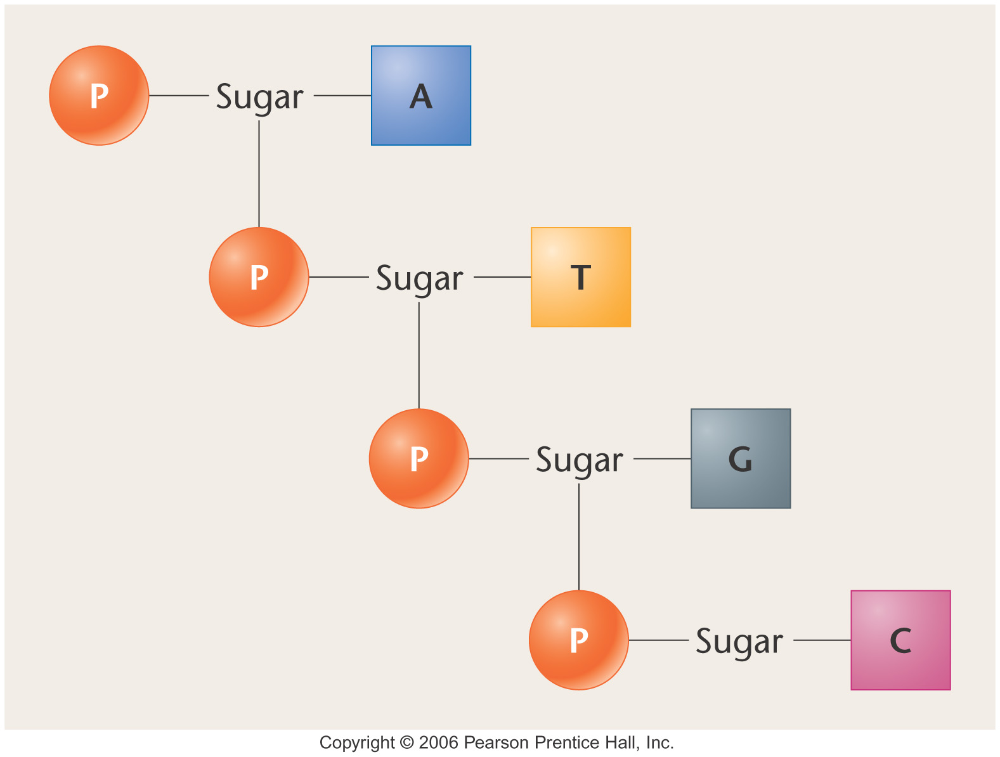 P Sugar A
P Sugar T
P Sugar G
P Sugar C
Copyright © 2006 Pearson Prentice Hall, Inc.